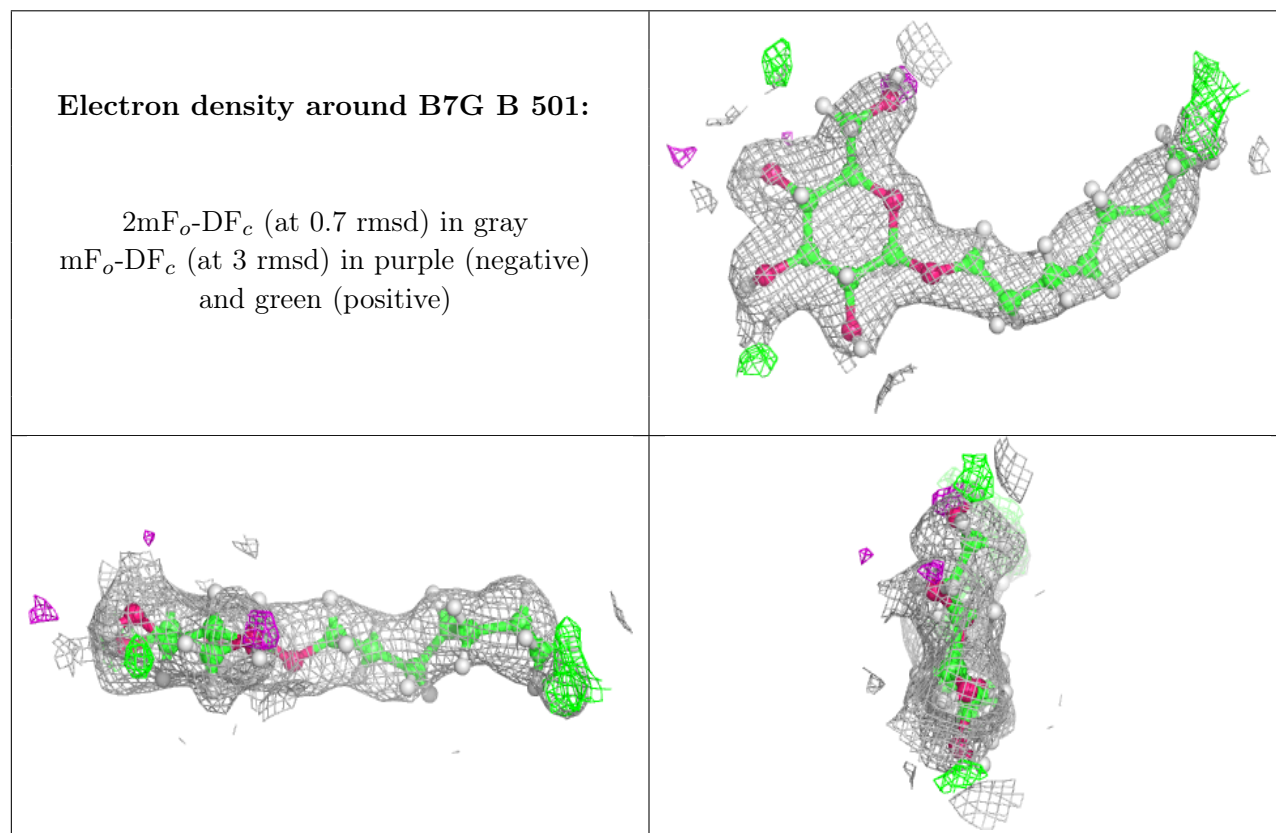 Electron density around B7G B 501:
2mFₒ-DF𝒸 (at 0.7 rmsd) in gray
mFₒ-DF𝒸 (at 3 rmsd) in purple (negative)
and green (positive)